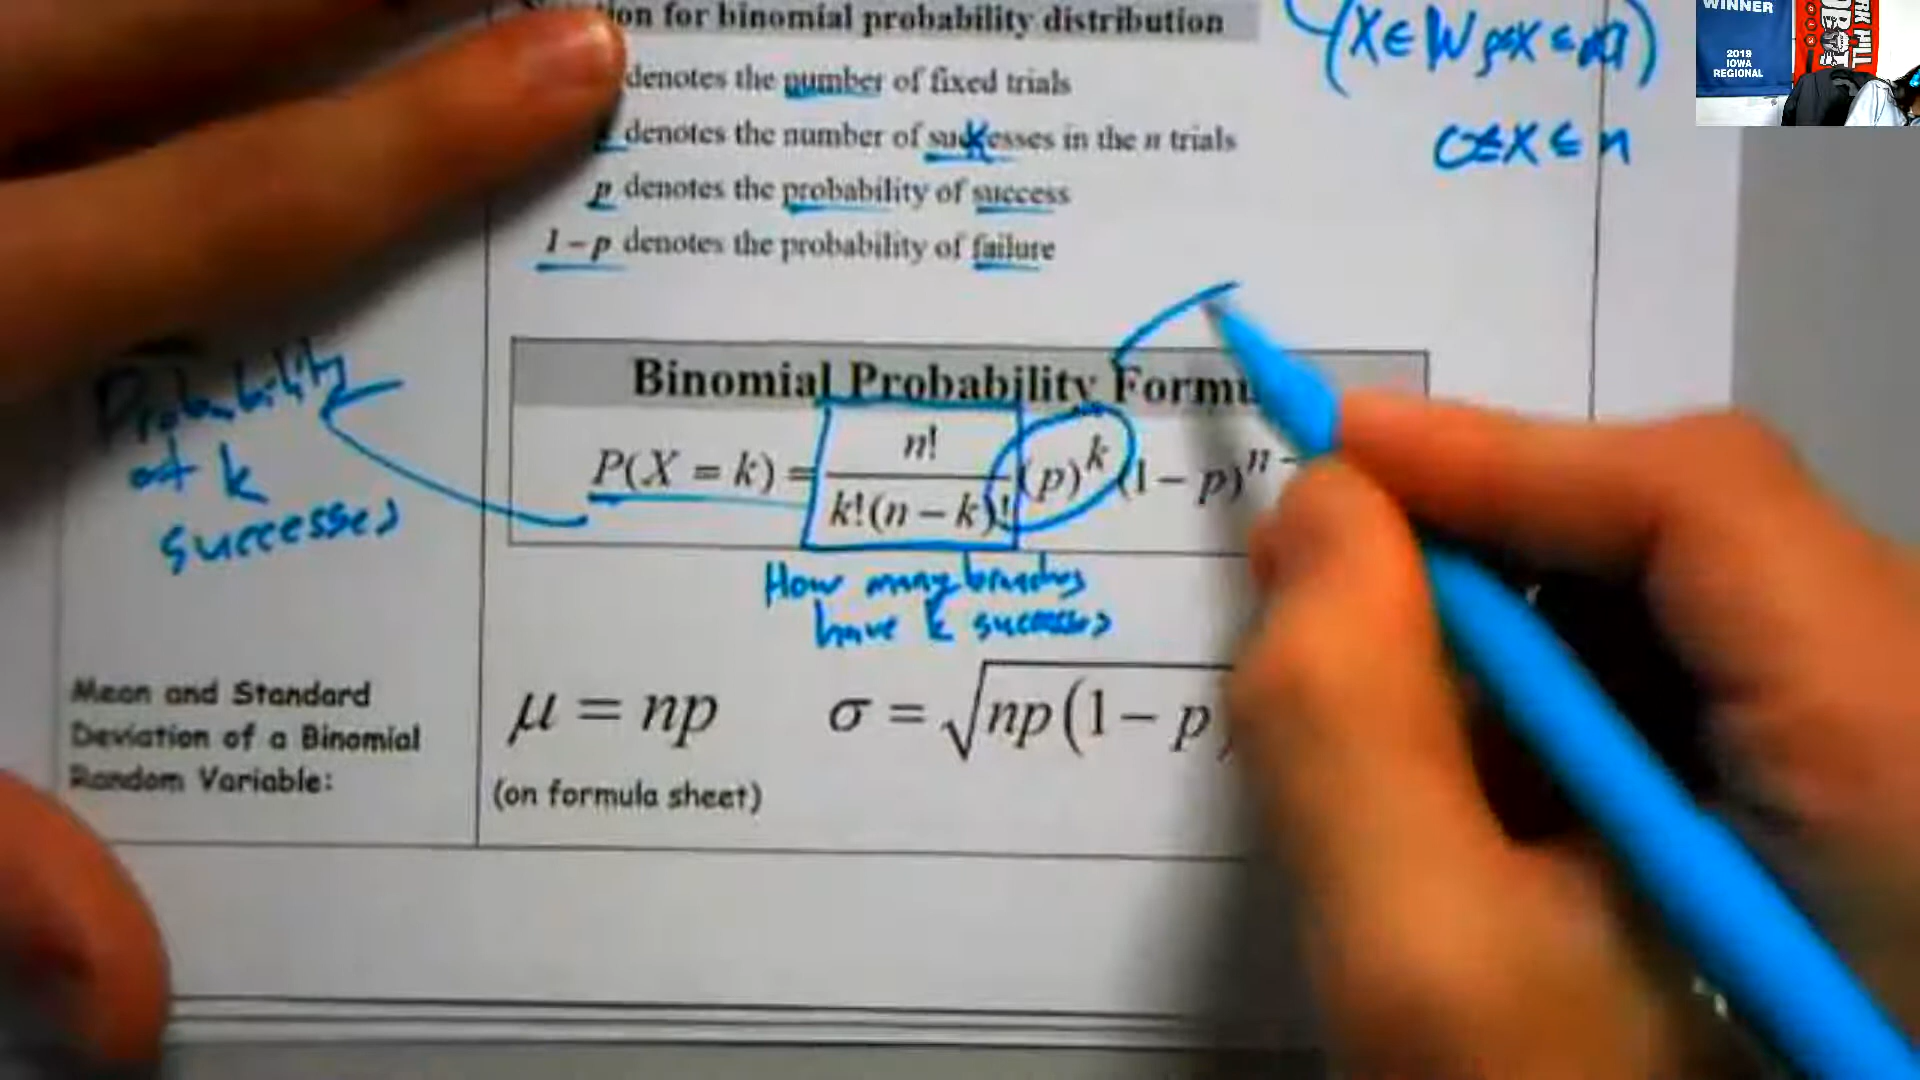 ion for binomial probability distribution
denotes the number of fixed trials
denotes the number of successes in the n trials
p denotes the probability of success
1 – p denotes the probability of failure
0 ≤ X ≤ n
WINNER
2019
IOWA
REGIONAL
Binomial Probability Formu
P(X = k) = n! / k!(n – k)! (p)^k (1 – p)^n –
Probability
of k
successes
How many branches
have k successes
Mean and Standard
Deviation of a Binomial
Random Variable:
μ = np σ = √np(1 – p)
(on formula sheet)